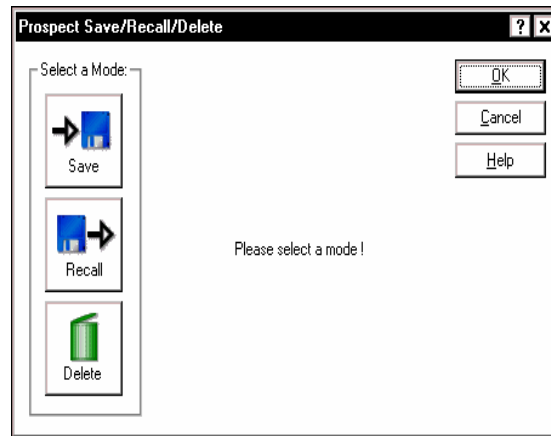 Prospect Save/Recall/Delete
? X
Select a Mode:
Save
Recall
Delete
Please select a mode !
OK
Cancel
Help